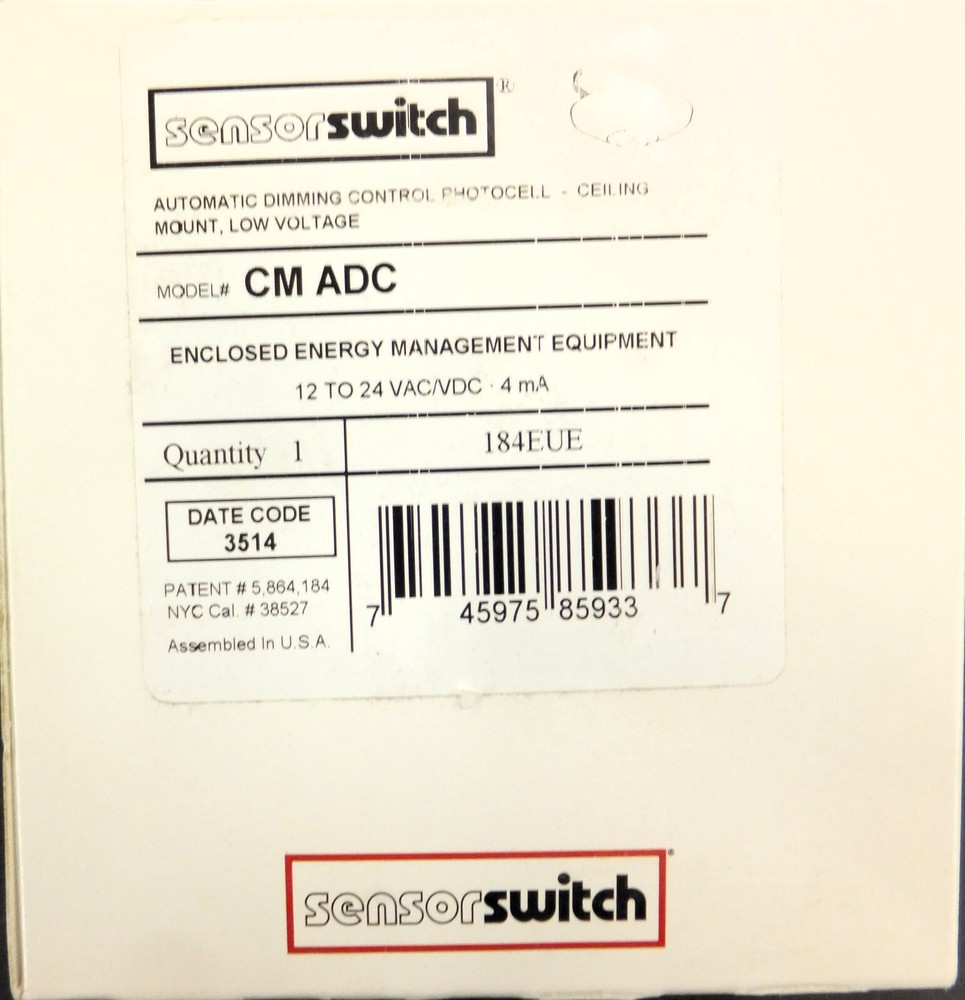 sensorswitch®
AUTOMATIC DIMMING CONTROL PHOTOCELL - CEILING
MOUNT, LOW VOLTAGE
MODEL# CM ADC
ENCLOSED ENERGY MANAGEMENT EQUIPMENT
12 TO 24 VAC/VDC · 4 mA
Quantity 1
184EUE
DATE CODE
3514
PATENT # 5,864,184
NYC Cal. # 38527
Assembled In U.S.A.
7 45975 85933 7
sensorswitch®